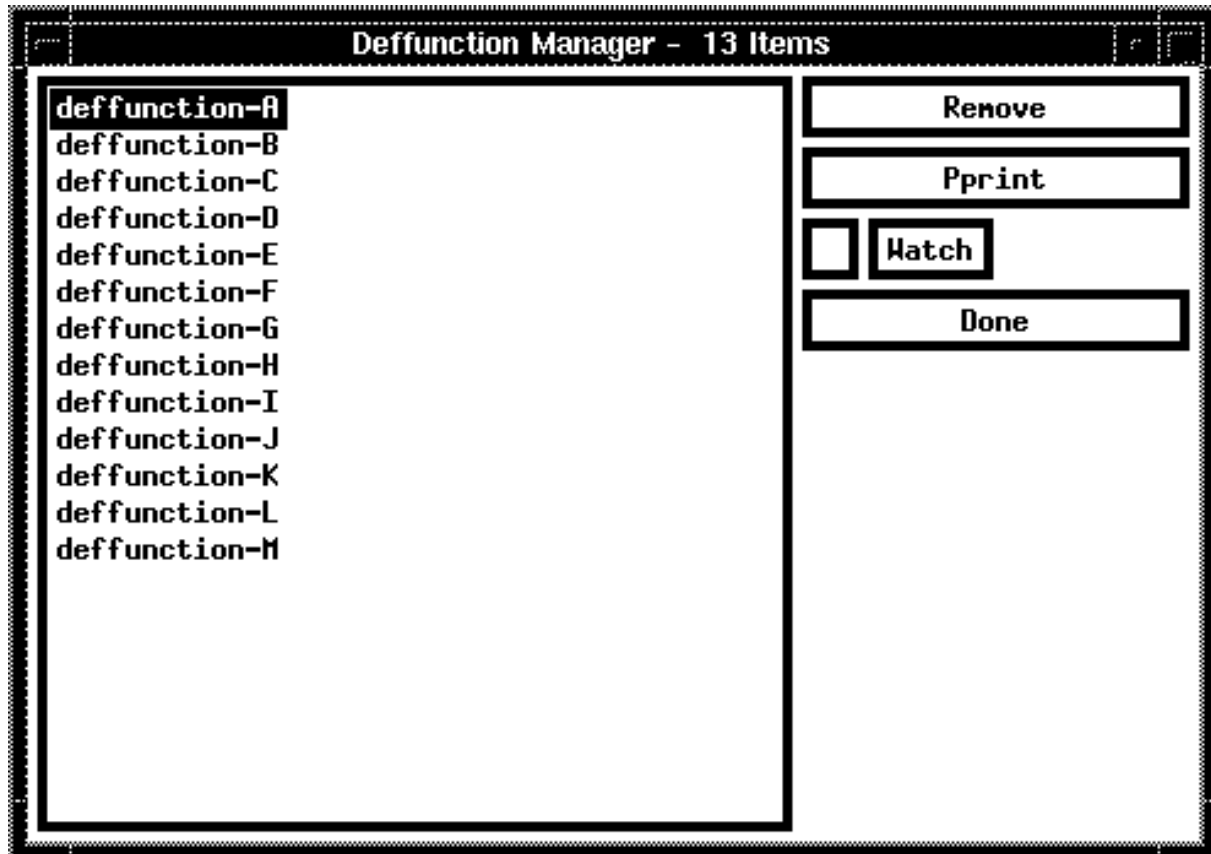 Deffunction Manager - 13 Items
deffunction-A
deffunction-B
deffunction-C
deffunction-D
deffunction-E
deffunction-F
deffunction-G
deffunction-H
deffunction-I
deffunction-J
deffunction-K
deffunction-L
deffunction-M
Remove
Pprint
Watch
Done